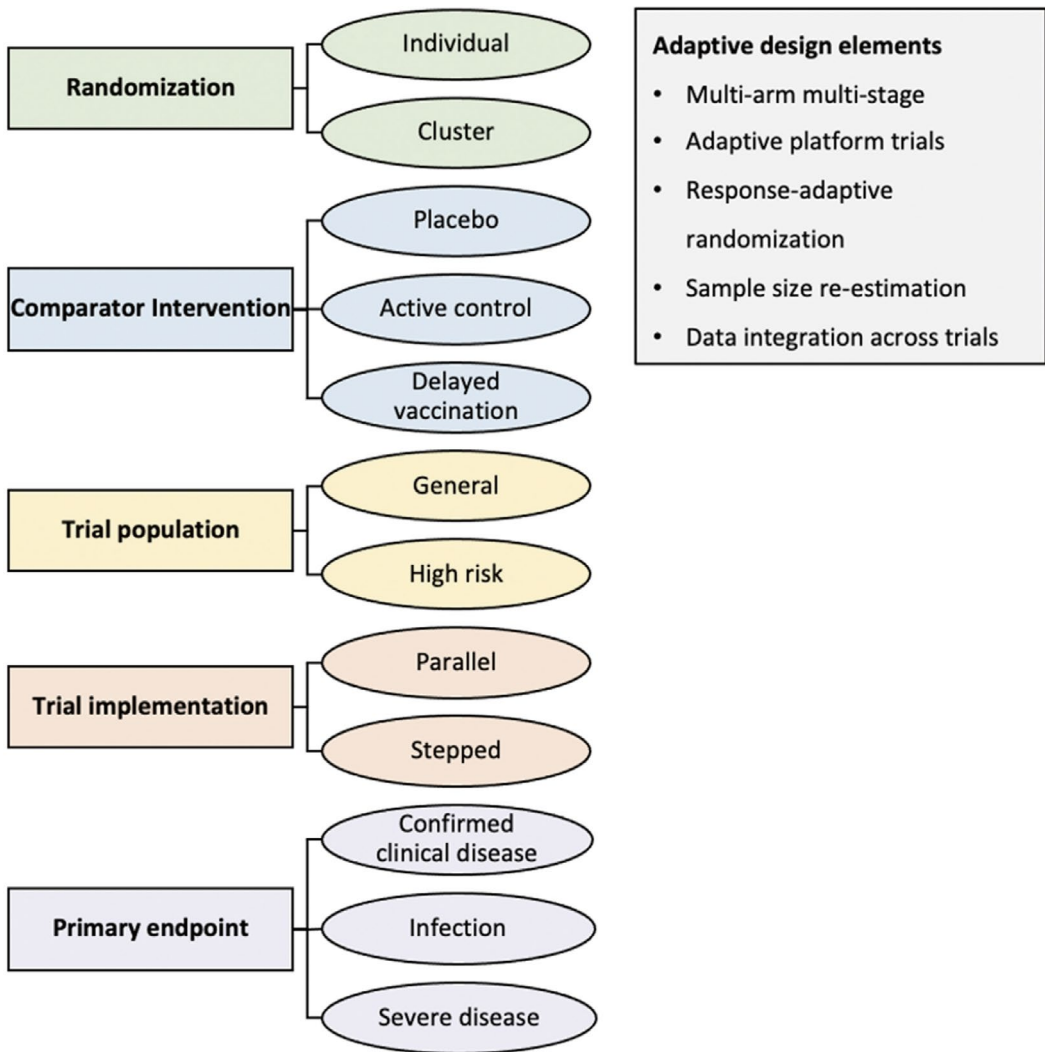 Randomization
Individual
Cluster
Comparator Intervention
Placebo
Active control
Delayed
vaccination
Trial population
General
High risk
Trial implementation
Parallel
Stepped
Primary endpoint
Confirmed
clinical disease
Infection
Severe disease
Adaptive design elements
• Multi-arm multi-stage
• Adaptive platform trials
• Response-adaptive
randomization
• Sample size re-estimation
• Data integration across trials